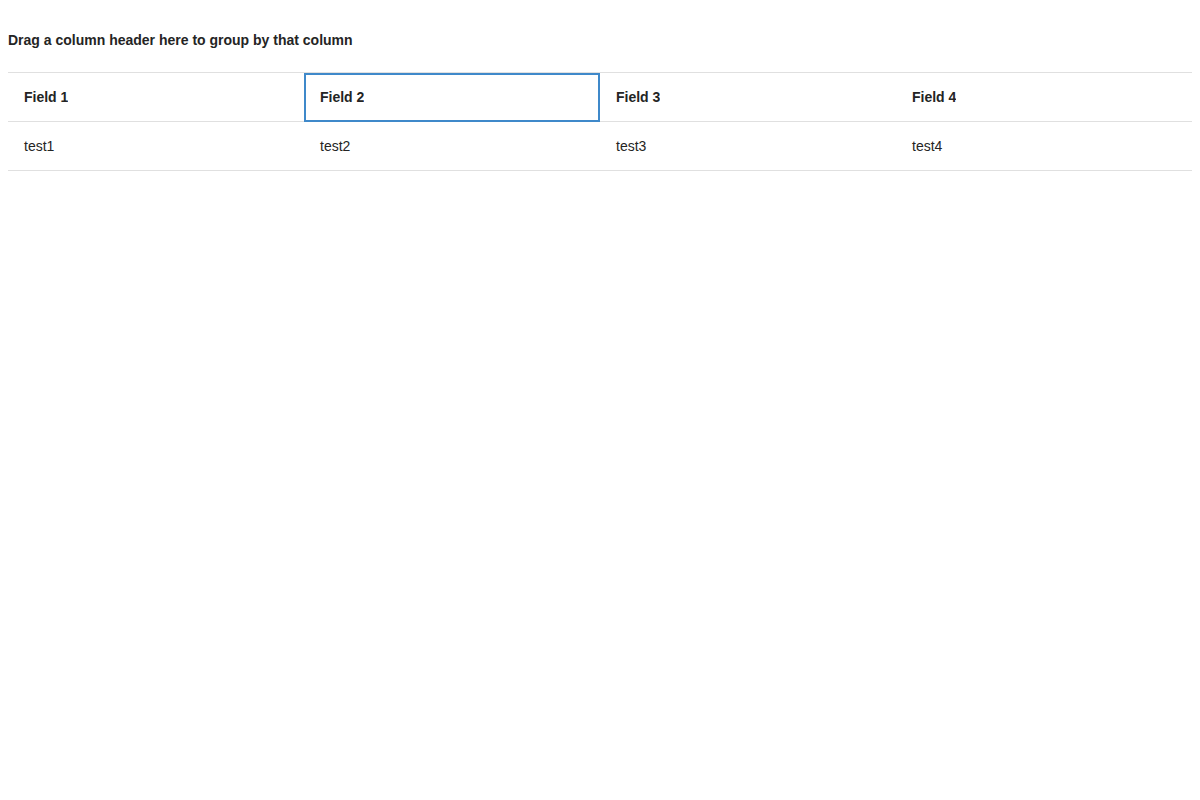 Drag a column header here to group by that column
Field 1 Field 2 Field 3 Field 4
test1 test2 test3 test4